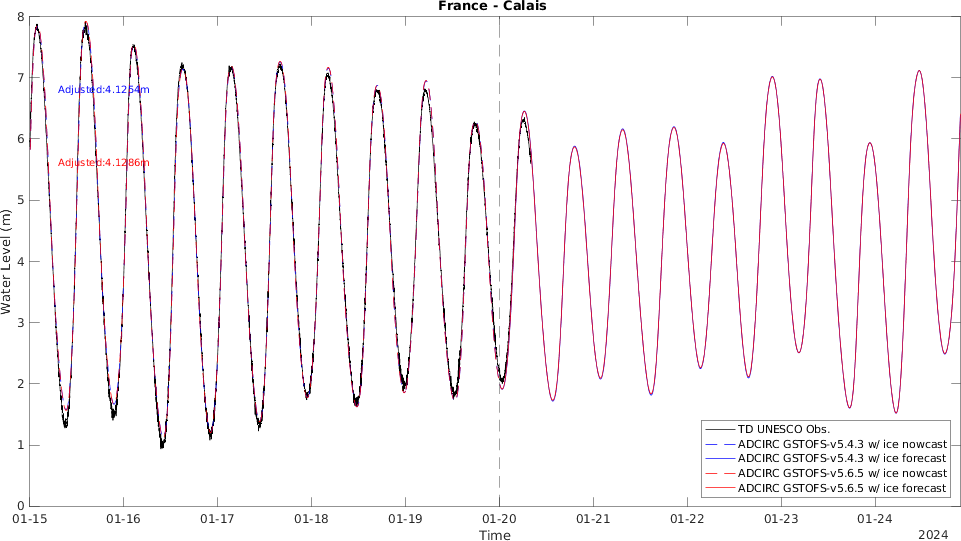 France - Calais
8
7
6
5
4
3
2
1
0
Water Level (m)
Adjusted:4.1254m
Adjusted:4.1286m
TD UNESCO Obs.
ADCIRC GSTOFS-v5.4.3 w/ ice nowcast
ADCIRC GSTOFS-v5.4.3 w/ ice forecast
ADCIRC GSTOFS-v5.6.5 w/ ice nowcast
ADCIRC GSTOFS-v5.6.5 w/ ice forecast
01-15 01-16 01-17 01-18 01-19 01-20 01-21 01-22 01-23 01-24
Time
2024